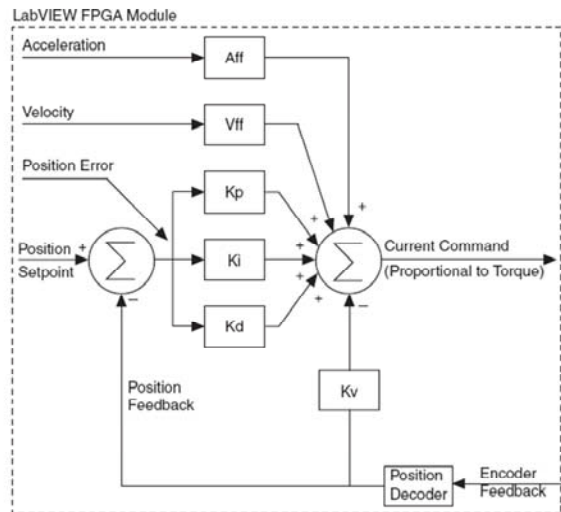 LabVIEW FPGA Module
Acceleration
Aff
+
Velocity
Vff
+
Position Error
Kp
+
Position
Setpoint
+
Σ
−
Ki
+
Kd
+
Σ
−
Current Command
(Proportional to Torque)
Position
Feedback
Kv
Position
Decoder
Encoder
Feedback